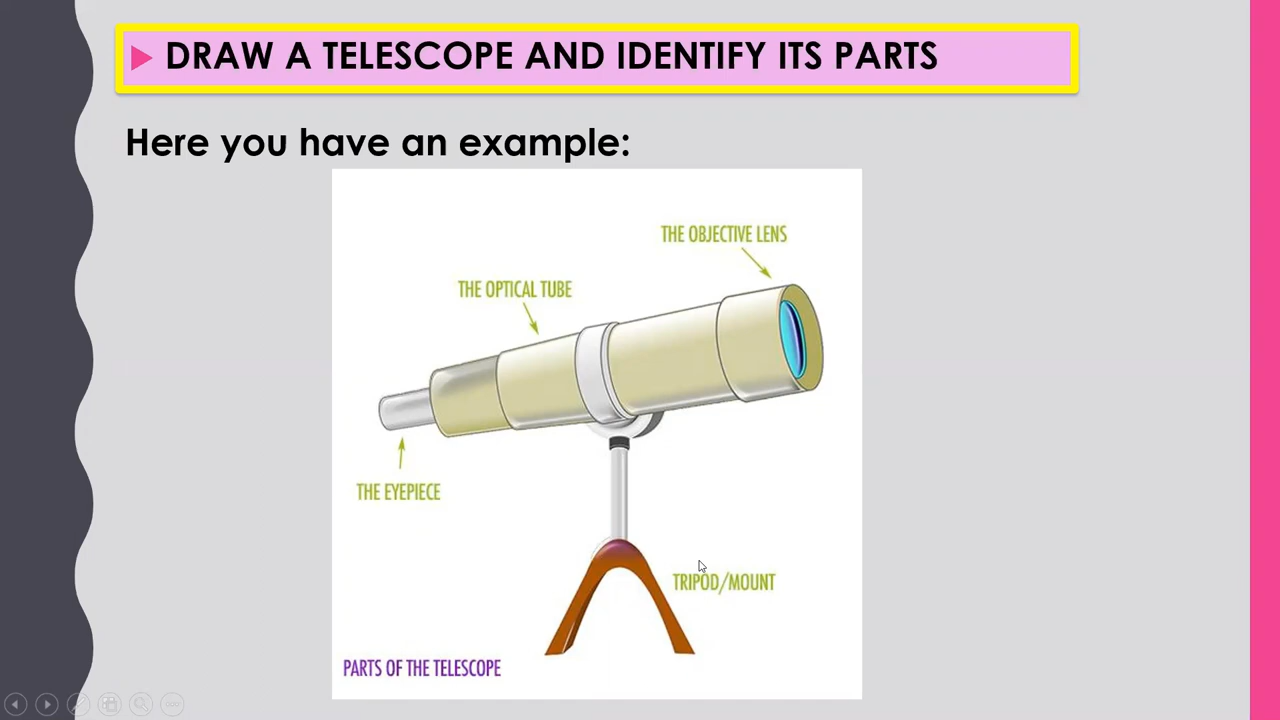 DRAW A TELESCOPE AND IDENTIFY ITS PARTS
Here you have an example:
THE OBJECTIVE LENS
THE OPTICAL TUBE
THE EYEPIECE
TRIPOD/MOUNT
PARTS OF THE TELESCOPE